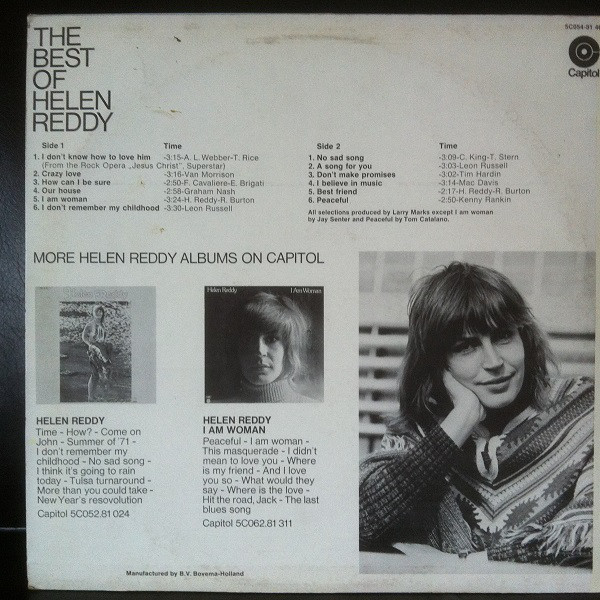 5C054-81 4
THE
BEST
OF
HELEN
REDDY
Capitol
Side 1 Time
1. I don't know how to love him -3:15-A. L. Webber-T. Rice
(From the Rock Opera „Jesus Christ", Superstar)
2. Crazy love -3:16-Van Morrison
3. How can I be sure -2:50-F. Cavaliere-E. Brigati
4. Our house -2:58-Graham Nash
5. I am woman -3:24-H. Reddy-R. Burton
6. I don't remember my childhood -3:30-Leon Russell
Side 2 Time
1. No sad song -3:09-C. King-T. Stern
2. A song for you -3:03-Leon Russell
3. Don't make promises -3:02-Tim Hardin
4. I believe in music -3:14-Mac Davis
5. Best friend -2:17-H. Reddy-R. Burton
6. Peaceful -2:50-Kenny Rankin
All selections produced by Larry Marks except I am woman
by Jay Senter and Peaceful by Tom Catalano.
MORE HELEN REDDY ALBUMS ON CAPITOL
Helen Reddy
Helen Reddy I Am Woman
HELEN REDDY
Time - How? - Come on
John - Summer of '71 -
I don't remember my
childhood - No sad song -
I think it's going to rain
today - Tulsa turnaround -
More than you could take -
New Year's resovolution
Capitol 5C052.81 024
HELEN REDDY
I AM WOMAN
Peaceful - I am woman -
This masquerade - I didn't
mean to love you - Where
is my friend - And I love
you so - What would they
say - Where is the love -
Hit the road, Jack - The last
blues song
Capitol 5C062.81 311
Manufactured by B.V. Bovema-Holland